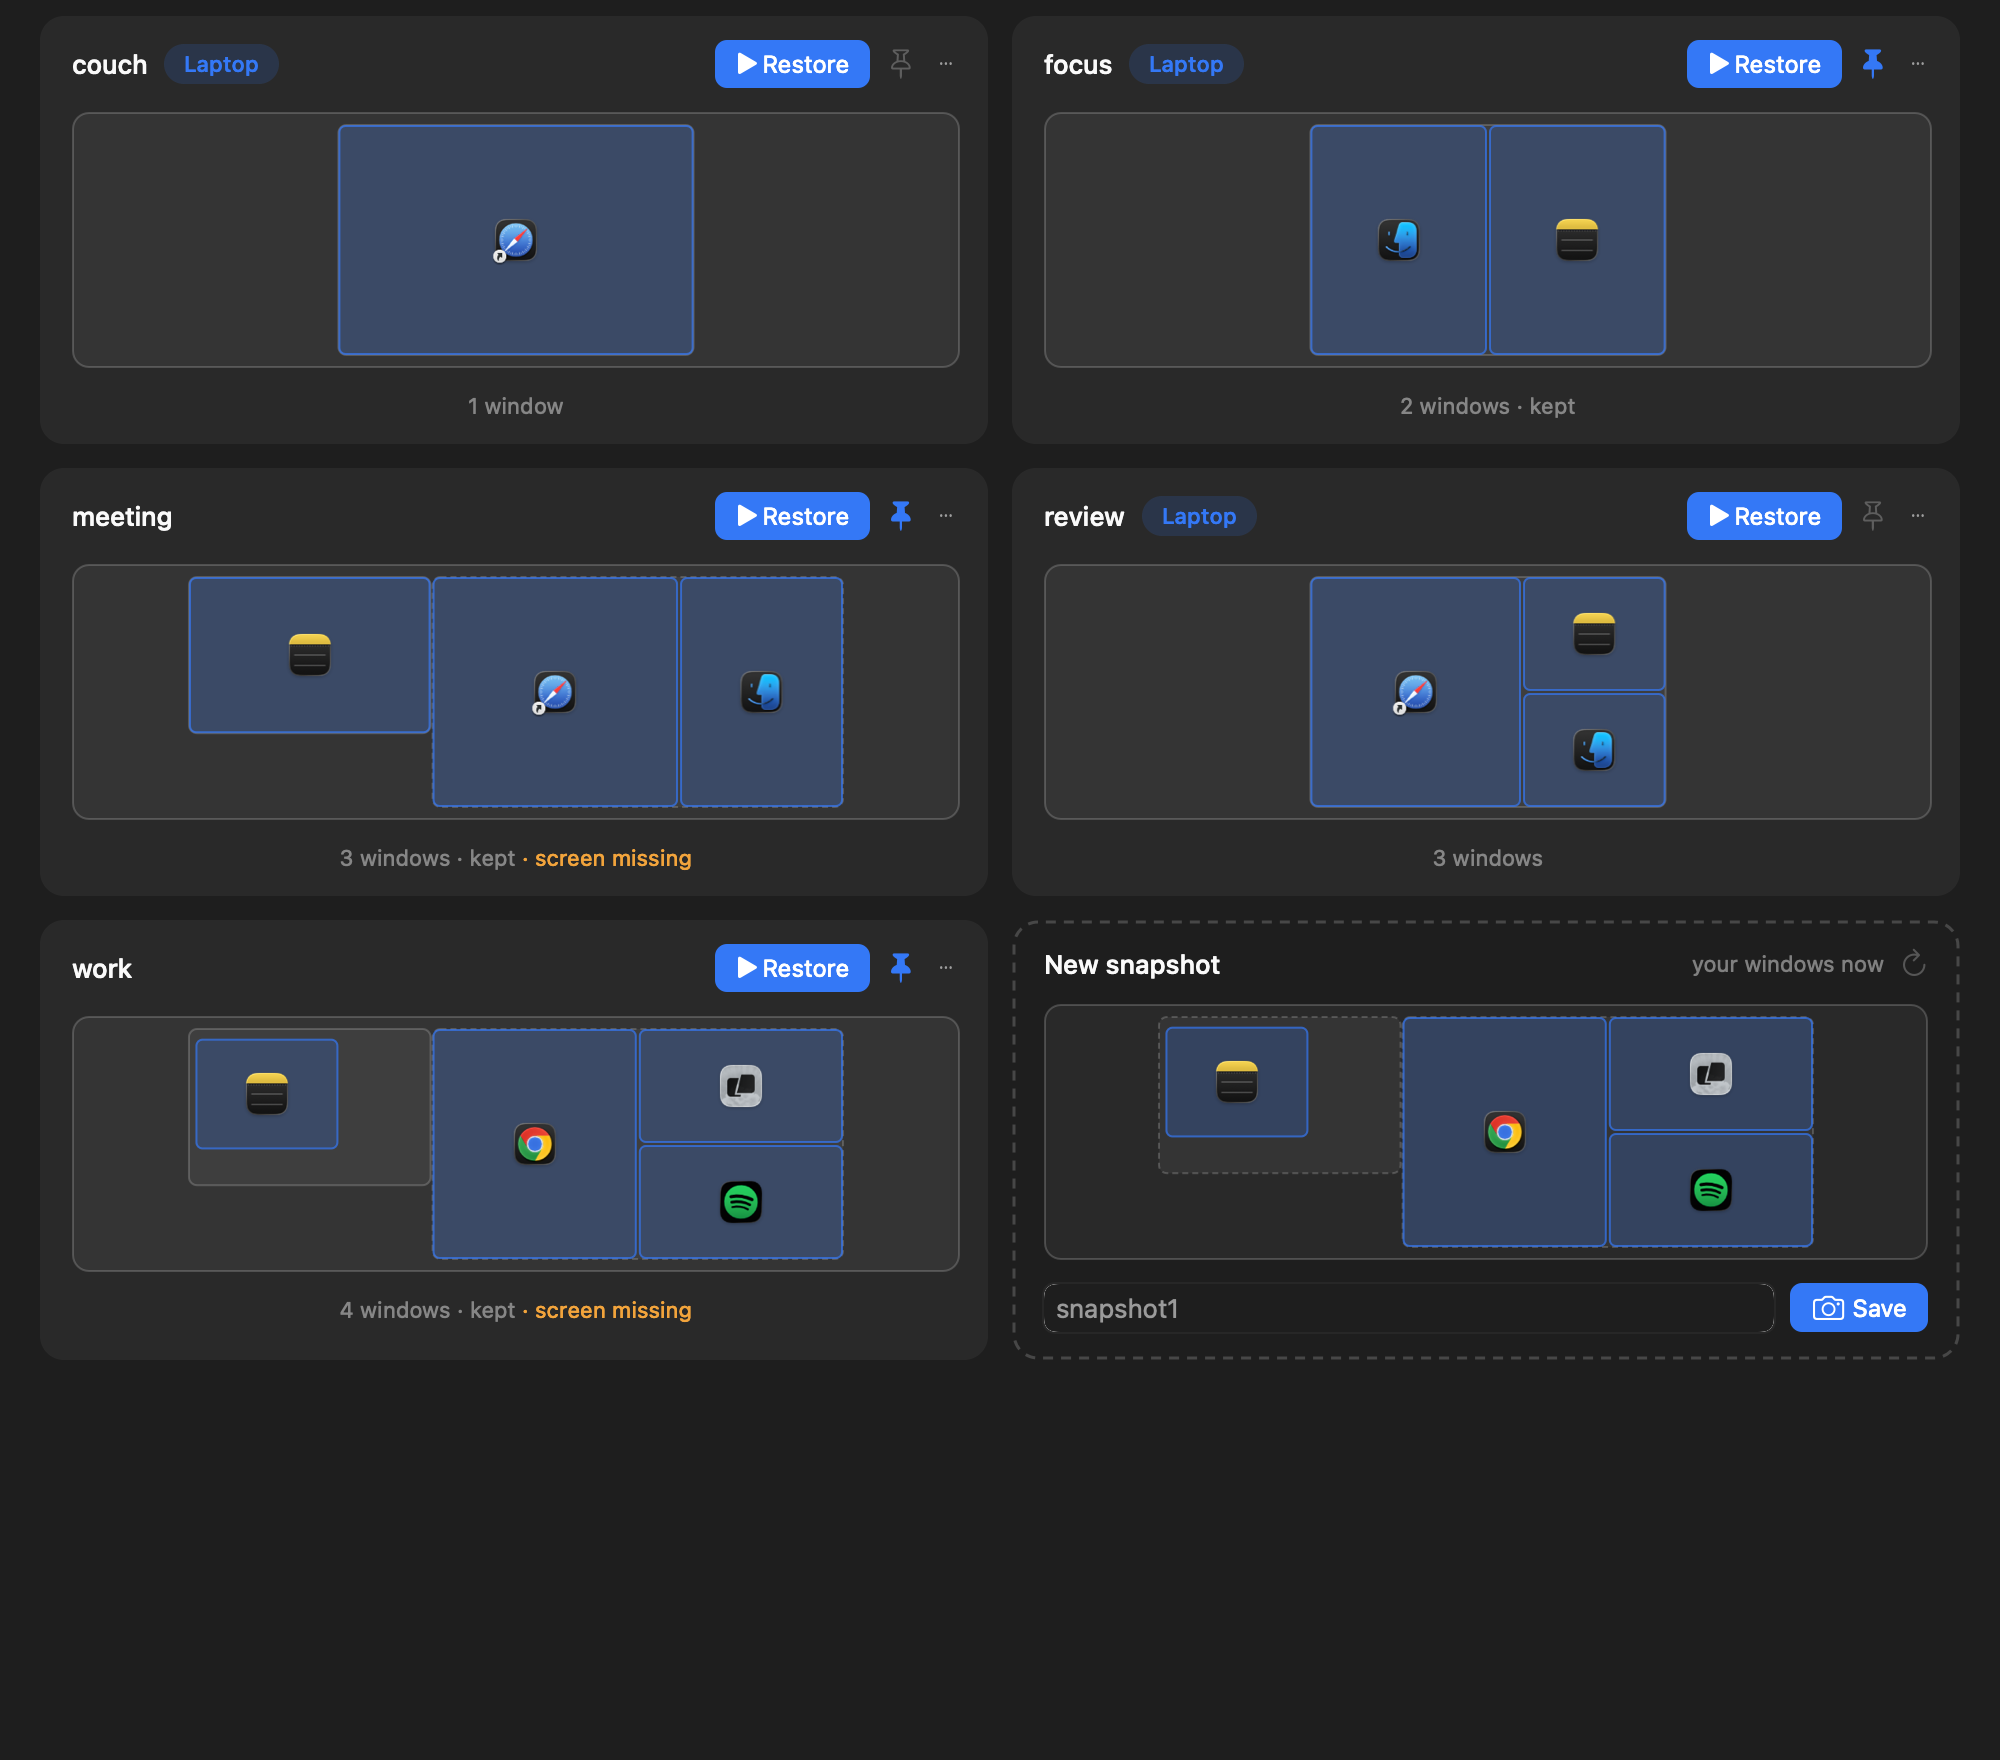 couch
Laptop
Restore
1 window
focus
Laptop
Restore
2 windows · kept
meeting
Restore
3 windows · kept · screen missing
review
Laptop
Restore
3 windows
work
Restore
4 windows · kept · screen missing
New snapshot
your windows now
snapshot1
Save